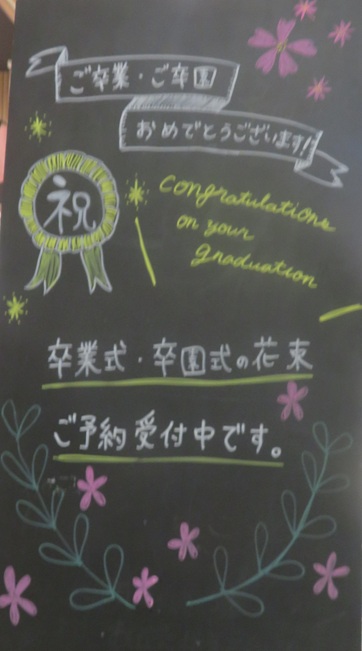 ご卒業・ご卒園
おめでとうございます!
祝
Congratulations
on your
graduation
卒業式・卒園式の花束
ご予約受付中です。